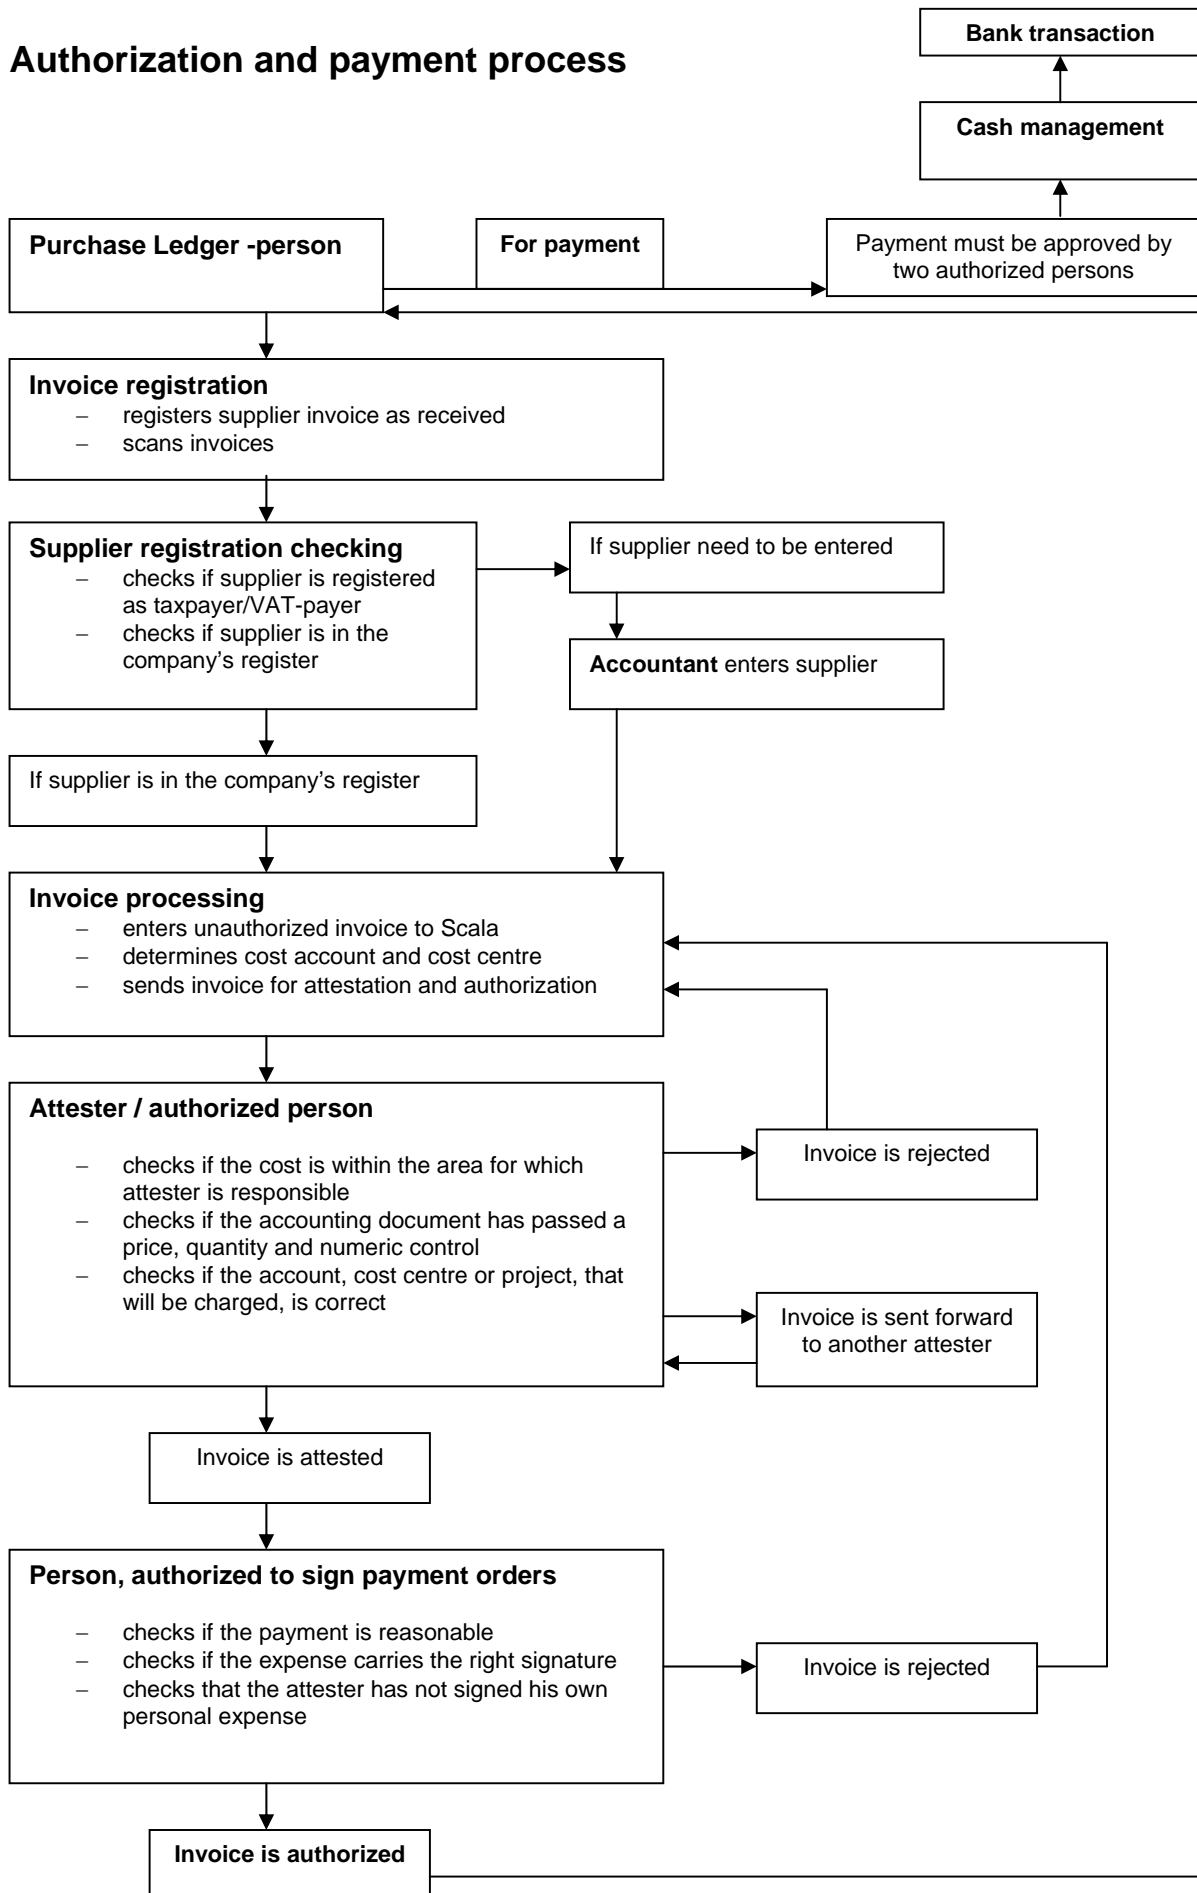 Authorization and payment process
Bank transaction
Cash management
Purchase Ledger -person
For payment
Payment must be approved by
two authorized persons
Invoice registration
– registers supplier invoice as received
– scans invoices
Supplier registration checking
– checks if supplier is registered
as taxpayer/VAT-payer
– checks if supplier is in the
company’s register
If supplier need to be entered
Accountant enters supplier
If supplier is in the company’s register
Invoice processing
– enters unauthorized invoice to Scala
– determines cost account and cost centre
– sends invoice for attestation and authorization
Attester / authorized person
– checks if the cost is within the area for which
attester is responsible
– checks if the accounting document has passed a
price, quantity and numeric control
– checks if the account, cost centre or project, that
will be charged, is correct
Invoice is rejected
Invoice is sent forward
to another attester
Invoice is attested
Person, authorized to sign payment orders
– checks if the payment is reasonable
– checks if the expense carries the right signature
– checks that the attester has not signed his own
personal expense
Invoice is rejected
Invoice is authorized